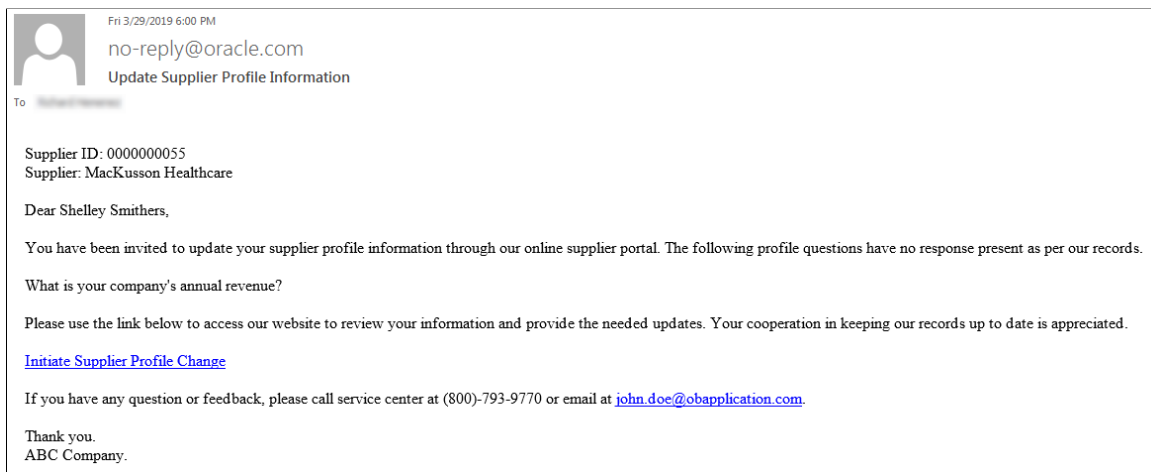 Fri 3/29/2019 6:00 PM
no-reply@oracle.com
Update Supplier Profile Information
To
Supplier ID: 0000000055
Supplier: MacKusson Healthcare
Dear Shelley Smithers,
You have been invited to update your supplier profile information through our online supplier portal. The following profile questions have no response present as per our records.
What is your company's annual revenue?
Please use the link below to access our website to review your information and provide the needed updates. Your cooperation in keeping our records up to date is appreciated.
Initiate Supplier Profile Change
If you have any question or feedback, please call service center at (800)-793-9770 or email at john.doe@obapplication.com.
Thank you.
ABC Company.